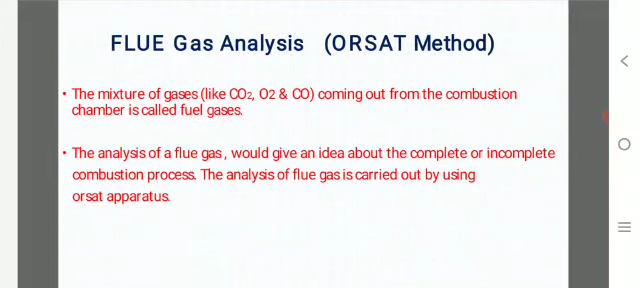 FLUE Gas Analysis (ORSAT Method)
• The mixture of gases (like CO₂, O2 & CO) coming out from the combustion
chamber is called fuel gases.
• The analysis of a flue gas , would give an idea about the complete or incomplete
combustion process. The analysis of flue gas is carried out by using
orsat apparatus.